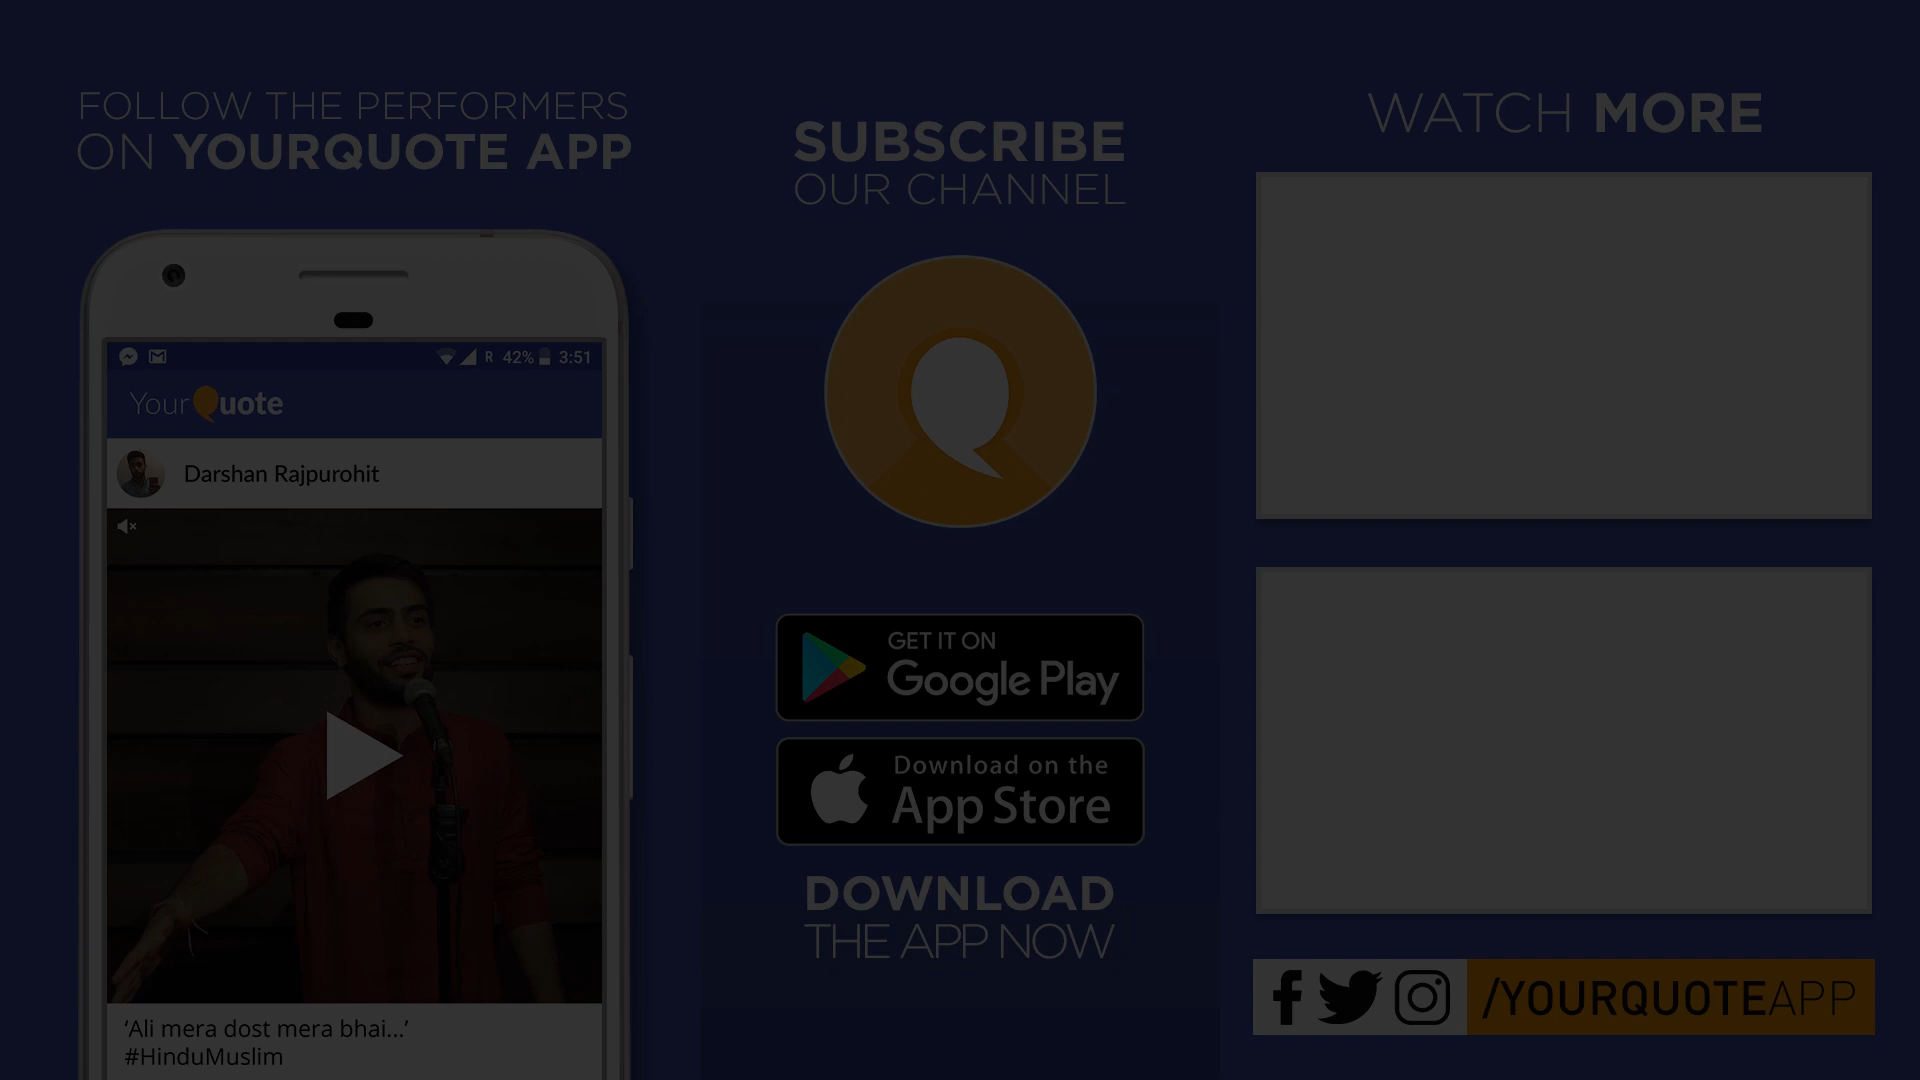 FOLLOW THE PERFORMERS
ON YOURQUOTE APP
R 42% 3:51
YourQuote
Darshan Rajpurohit
‘Ali mera dost mera bhai...’
#HinduMuslim
SUBSCRIBE
OUR CHANNEL
GET IT ON
Google Play
Download on the
App Store
DOWNLOAD
THE APP NOW
WATCH MORE
/YOURQUOTEAPP